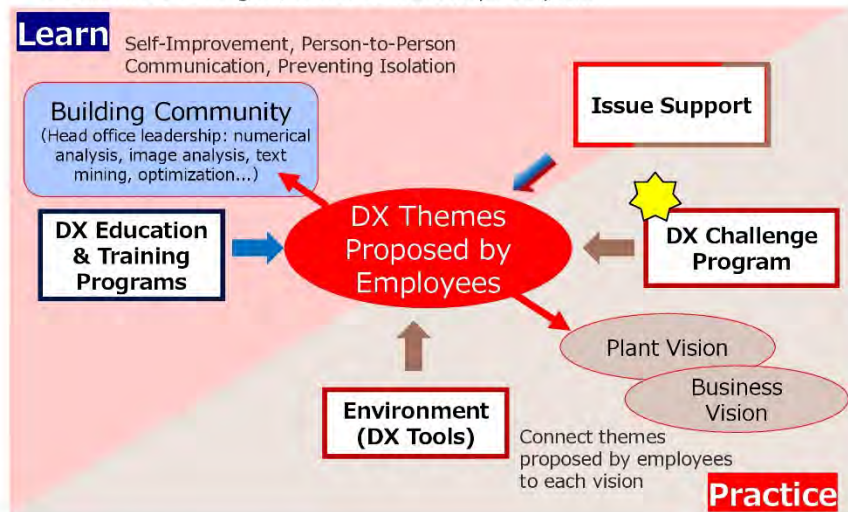 Learn
Self-Improvement, Person-to-Person
Communication, Preventing Isolation
Building Community
(Head office leadership: numerical
analysis, image analysis, text
mining, optimization...)
Issue Support
DX Themes
Proposed by
Employees
DX Education
& Training
Programs
DX Challenge
Program
Plant Vision
Business
Vision
Environment
(DX Tools)
Connect themes
proposed by employees
to each vision
Practice